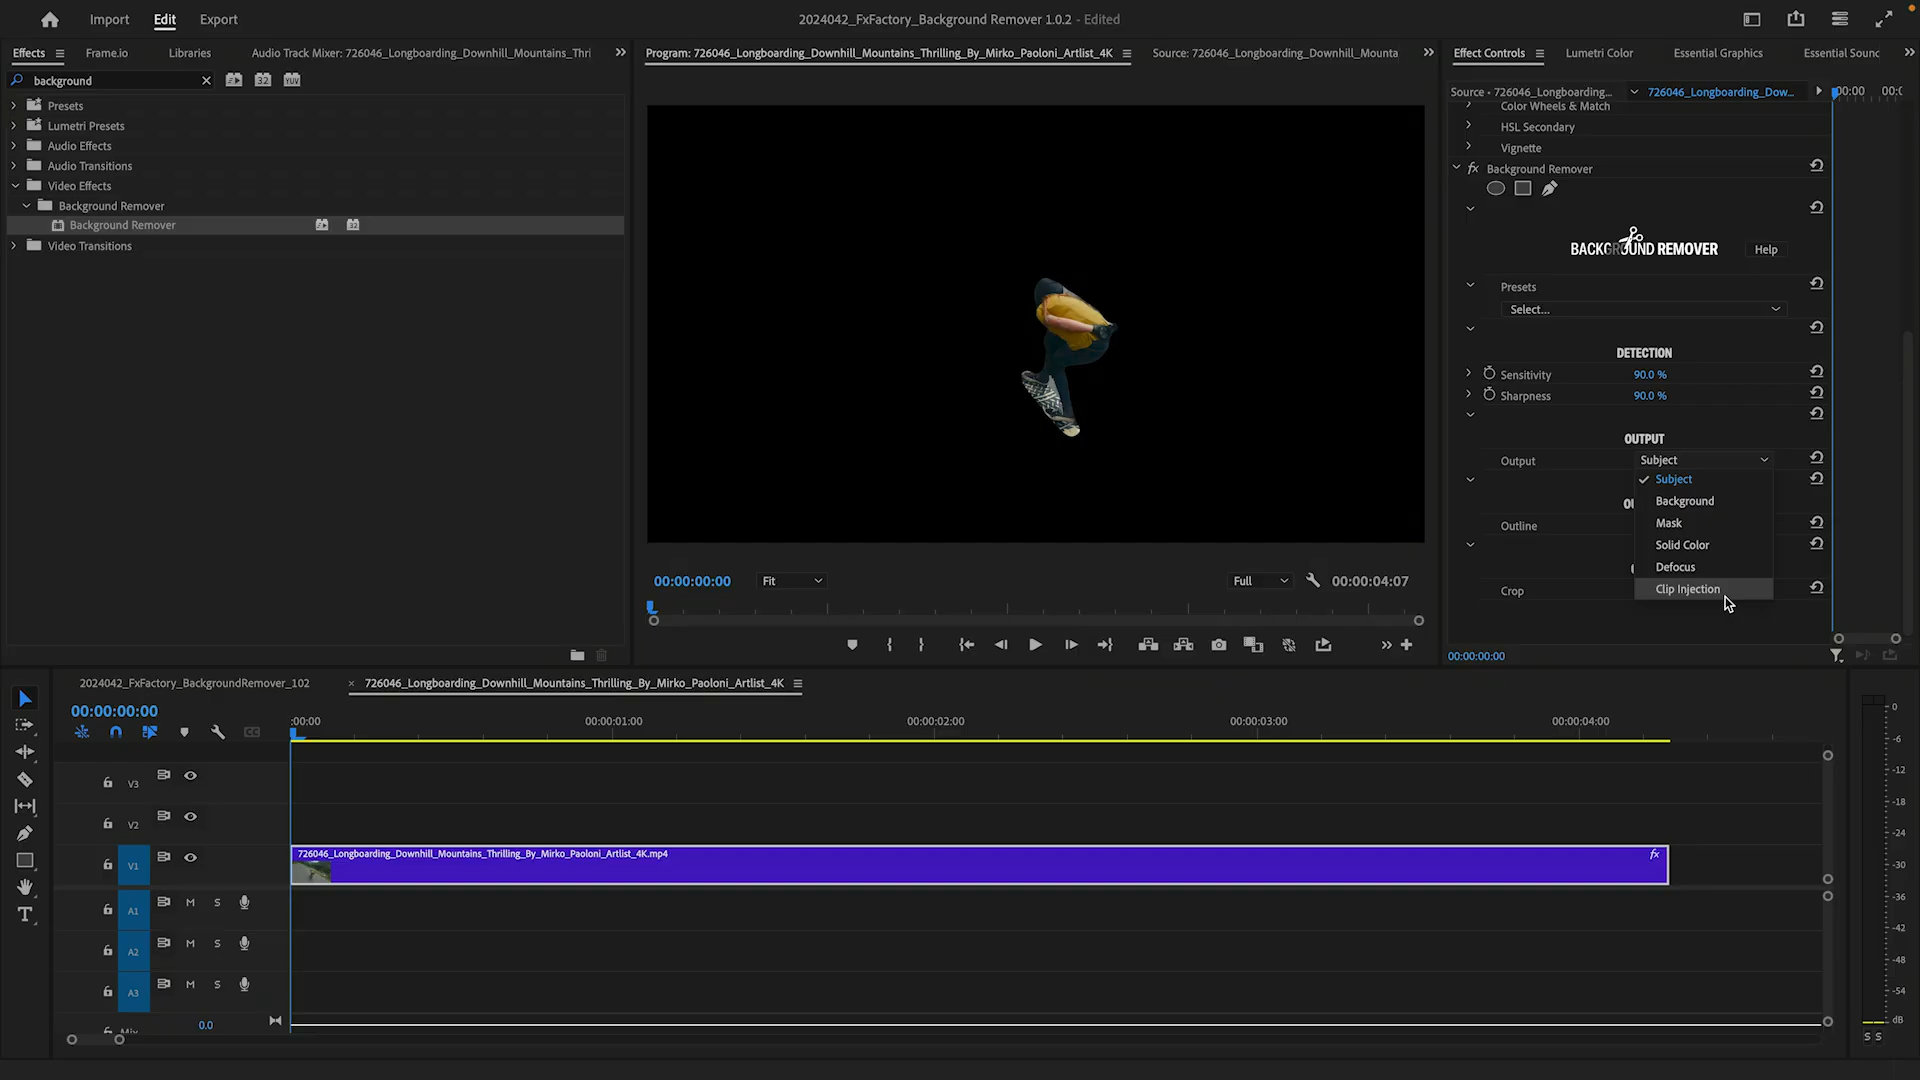 Import
Edit
Export
2024042_FxFactory_Background Remover 1.0.2 - Edited
Effects
Frame.io
Libraries
Audio Track Mixer: 726046_Longboarding_Downhill_Mountains_Thri
background
32
YUV
Presets
Lumetri Presets
Audio Effects
Audio Transitions
Video Effects
Background Remover
Background Remover
Video Transitions
Program: 726046_Longboarding_Downhill_Mountains_Thrilling_By_Mirko_Paoloni_Artlist_4K
Source: 726046_Longboarding_Downhill_Mounta
00:00:00:00
Fit
Full
00:00:04:07
Effect Controls
Lumetri Color
Essential Graphics
Essential Sounc
Source • 726046_Longboarding...
726046_Longboarding_Dow...
:00:00
00:0
Color Wheels & Match
HSL Secondary
Vignette
fx Background Remover
BACKGROUND REMOVER
Help
Presets
Select...
DETECTION
Sensitivity 90.0 %
Sharpness 90.0 %
OUTPUT
Output Subject
Subject
Background
Mask
Solid Color
Defocus
Clip Injection
Outline
Crop
00:00:00:00
2024042_FxFactory_BackgroundRemover_102
726046_Longboarding_Downhill_Mountains_Thrilling_By_Mirko_Paoloni_Artlist_4K
00:00:00:00
:00:00
00:00:01:00
00:00:02:00
00:00:03:00
00:00:04:00
V3
V2
V1
726046_Longboarding_Downhill_Mountains_Thrilling_By_Mirko_Paoloni_Artlist_4K.mp4
fx
A1 M S
A2 M S
A3 M S
Mix 0.0
0
-6
-12
-18
-24
-30
-36
-42
-48
-54
dB
S S